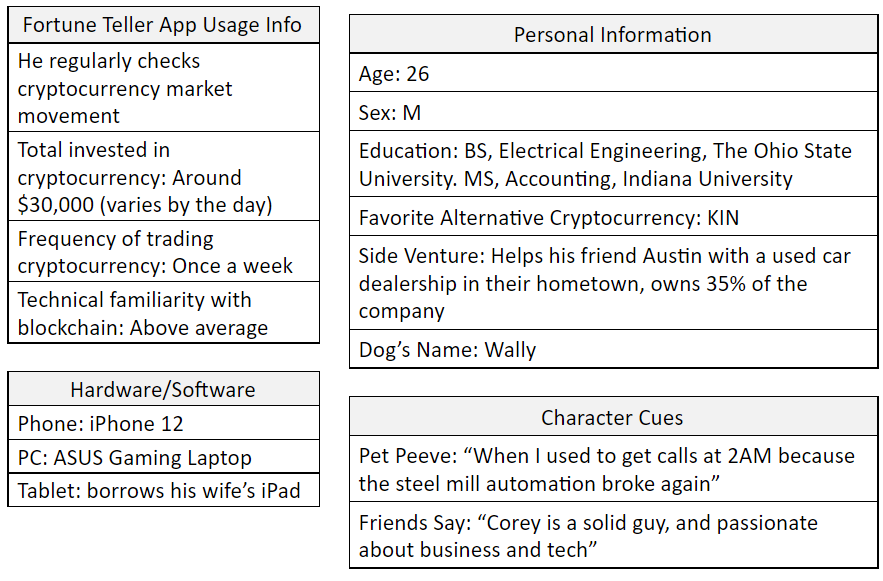 Fortune Teller App Usage Info
He regularly checks
cryptocurrency market
movement
Total invested in
cryptocurrency: Around
$30,000 (varies by the day)
Frequency of trading
cryptocurrency: Once a week
Technical familiarity with
blockchain: Above average
Hardware/Software
Phone: iPhone 12
PC: ASUS Gaming Laptop
Tablet: borrows his wife’s iPad
Personal Information
Age: 26
Sex: M
Education: BS, Electrical Engineering, The Ohio State
University. MS, Accounting, Indiana University
Favorite Alternative Cryptocurrency: KIN
Side Venture: Helps his friend Austin with a used car
dealership in their hometown, owns 35% of the
company
Dog’s Name: Wally
Character Cues
Pet Peeve: “When I used to get calls at 2AM because
the steel mill automation broke again”
Friends Say: “Corey is a solid guy, and passionate
about business and tech”